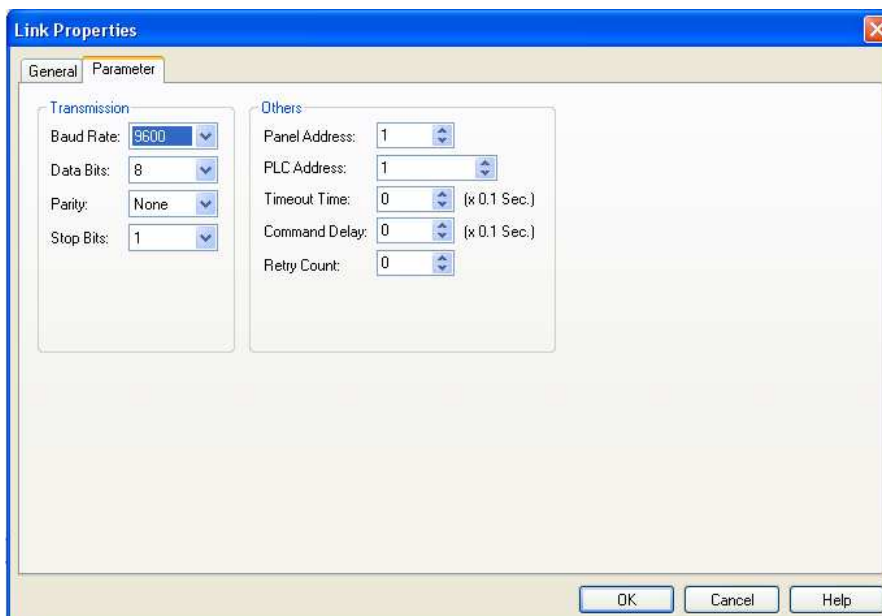 Link Properties
General Parameter
Transmission
Baud Rate: 9600
Data Bits: 8
Parity: None
Stop Bits: 1
Others
Panel Address: 1
PLC Address: 1
Timeout Time: 0 (x 0.1 Sec.)
Command Delay: 0 (x 0.1 Sec.)
Retry Count: 0
OK Cancel Help